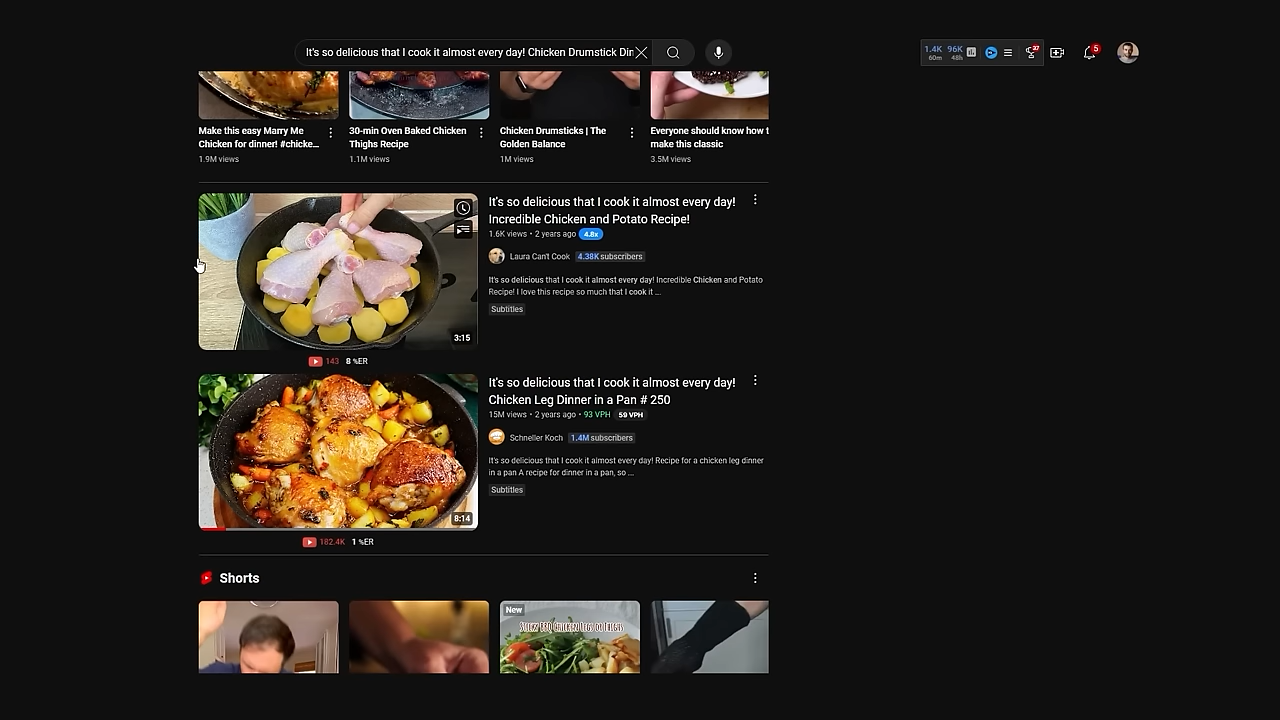 It's so delicious that I cook it almost every day! Chicken Drumstick Din
1.4K 96K
60m 48h
37
5
Make this easy Marry Me
Chicken for dinner! #chicke...
1.9M views
30-min Oven Baked Chicken
Thighs Recipe
1.1M views
Chicken Drumsticks | The
Golden Balance
1M views
Everyone should know how t
make this classic
3.5M views
3:15
143 8 %ER
It's so delicious that I cook it almost every day!
Incredible Chicken and Potato Recipe!
1.6K views • 2 years ago 4.8x
Laura Can't Cook 4.38K subscribers
It's so delicious that I cook it almost every day! Incredible Chicken and Potato
Recipe! I love this recipe so much that I cook it ...
Subtitles
8:14
182.4K 1 %ER
It's so delicious that I cook it almost every day!
Chicken Leg Dinner in a Pan # 250
15M views • 2 years ago • 93 VPH 59 VPH
Schneller Koch 1.4M subscribers
It's so delicious that I cook it almost every day! Recipe for a chicken leg dinner
in a pan A recipe for dinner in a pan, so ...
Subtitles
Shorts
New
Sticky BBQ Chicken Legs or Thighs